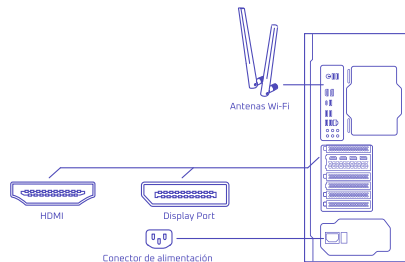 Antenas Wi-Fi
HDMI
Display Port
Conector de alimentación